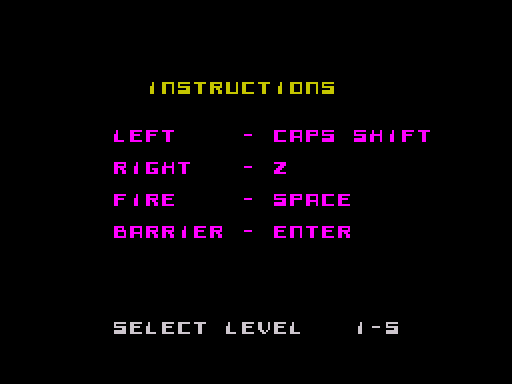 INSTRUCTIONS
LEFT - CAPS SHIFT
RIGHT - Z
FIRE - SPACE
BARRIER - ENTER
SELECT LEVEL 1-5